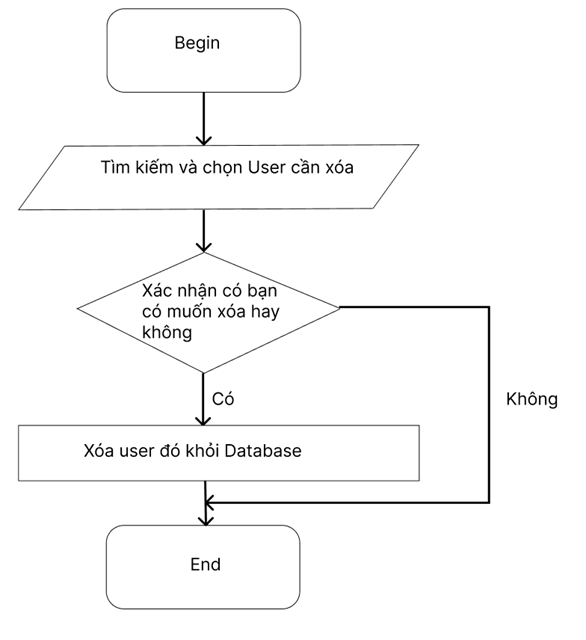 Begin
Tìm kiếm và chọn User cần xóa
Xác nhận có bạn
có muốn xóa hay
không
Có
Không
Xóa user đó khỏi Database
End